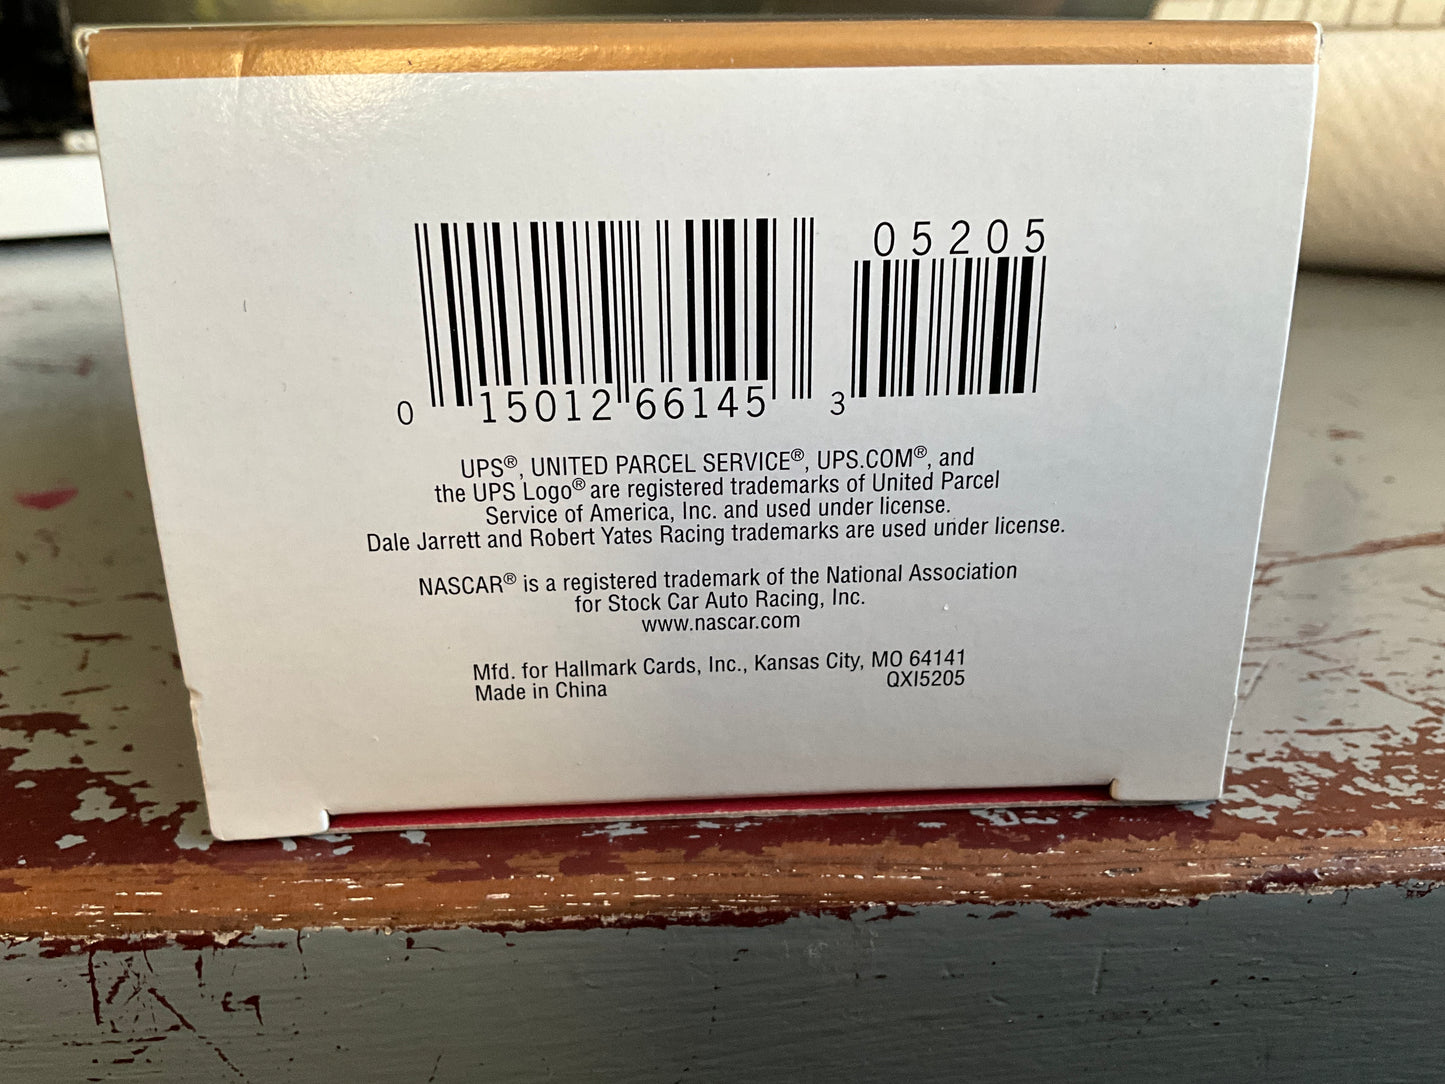 05205
0 15012 66145 3
UPS®, UNITED PARCEL SERVICE®, UPS.COM®, and
the UPS Logo® are registered trademarks of United Parcel
Service of America, Inc. and used under license.
Dale Jarrett and Robert Yates Racing trademarks are used under license.
NASCAR® is a registered trademark of the National Association
for Stock Car Auto Racing, Inc.
www.nascar.com
Mfd. for Hallmark Cards, Inc., Kansas City, MO 64141
Made in China QXI5205